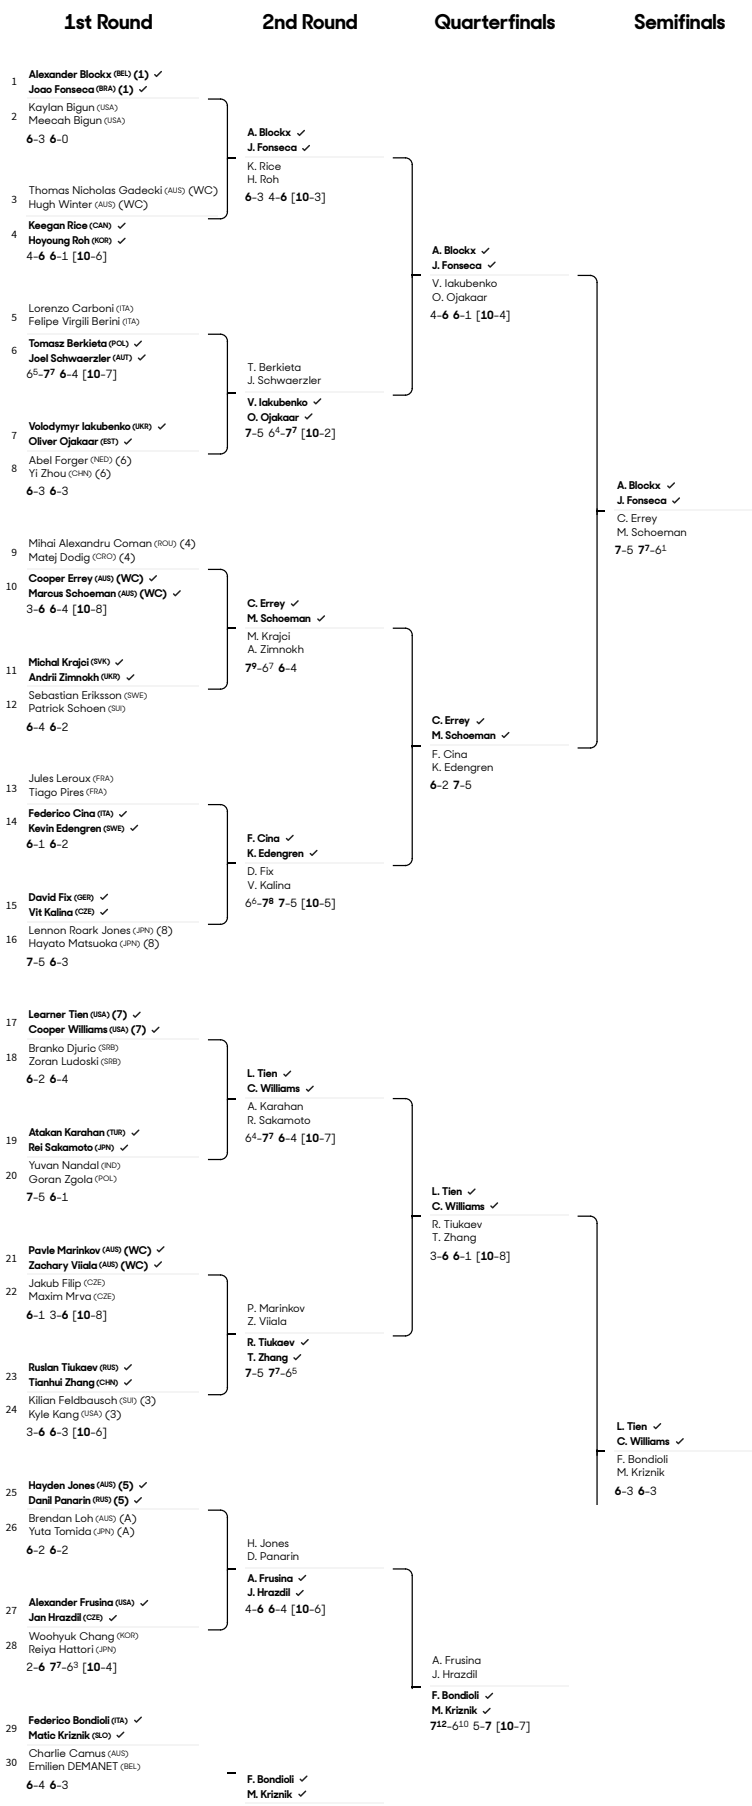 1st Round
2nd Round
Quarterfinals
Semifinals
1
Alexander Blockx (BEL) (1)
Joao Fonseca (BRA) (1)
2
Kaylan Bigun (USA)
Meecah Bigun (USA)
6-3 6-0
3
Thomas Nicholas Gadecki (AUS) (WC)
Hugh Winter (AUS) (WC)
4
Keegan Rice (CAN)
Hoyoung Roh (KOR)
4-6 6-1 [10-6]
5
Lorenzo Carboni (ITA)
Felipe Virgili Berini (ITA)
6
Tomasz Berkieta (POL)
Joel Schwaerzler (AUT)
6⁵-7⁷ 6-4 [10-7]
7
Volodymyr Iakubenko (UKR)
Oliver Ojakaar (EST)
8
Abel Forger (NED) (6)
Yi Zhou (CHN) (6)
6-3 6-3
9
Mihai Alexandru Coman (ROU) (4)
Matej Dodig (CRO) (4)
10
Cooper Errey (AUS) (WC)
Marcus Schoeman (AUS) (WC)
3-6 6-4 [10-8]
11
Michal Krajci (SVK)
Andrii Zimnokh (UKR)
12
Sebastian Eriksson (SWE)
Patrick Schoen (SUI)
6-4 6-2
13
Jules Leroux (FRA)
Tiago Pires (FRA)
14
Federico Cina (ITA)
Kevin Edengren (SWE)
6-1 6-2
15
David Fix (GER)
Vit Kalina (CZE)
16
Lennon Roark Jones (JPN) (8)
Hayato Matsuoka (JPN) (8)
7-5 6-3
17
Learner Tien (USA) (7)
Cooper Williams (USA) (7)
18
Branko Djuric (SRB)
Zoran Ludoski (SRB)
6-2 6-4
19
Atakan Karahan (TUR)
Rei Sakamoto (JPN)
20
Yuvan Nandal (IND)
Goran Zgola (POL)
7-5 6-1
21
Pavle Marinkov (AUS) (WC)
Zachary Viiala (AUS) (WC)
22
Jakub Filip (CZE)
Maxim Mrva (CZE)
6-1 3-6 [10-8]
23
Ruslan Tiukaev (RUS)
Tianhui Zhang (CHN)
24
Kilian Feldbausch (SUI) (3)
Kyle Kang (USA) (3)
3-6 6-3 [10-6]
25
Hayden Jones (AUS) (5)
Danil Panarin (RUS) (5)
26
Brendan Loh (AUS) (A)
Yuta Tomida (JPN) (A)
6-2 6-2
27
Alexander Frusina (USA)
Jan Hrazdil (CZE)
28
Woohyuk Chang (KOR)
Reiya Hattori (JPN)
2-6 7⁷-6³ [10-4]
29
Federico Bondioli (ITA)
Matic Kriznik (SLO)
30
Charlie Camus (AUS)
Emilien DEMANET (BEL)
6-4 6-3
A. Blockx
J. Fonseca
K. Rice
H. Roh
6-3 4-6 [10-3]
T. Berkieta
J. Schwaerzler
V. Iakubenko
O. Ojakaar
7-5 6⁴-7⁷ [10-2]
C. Errey
M. Schoeman
M. Krajci
A. Zimnokh
7⁹-6⁷ 6-4
F. Cina
K. Edengren
D. Fix
V. Kalina
6⁶-7⁸ 7-5 [10-5]
L. Tien
C. Williams
A. Karahan
R. Sakamoto
6⁴-7⁷ 6-4 [10-7]
P. Marinkov
Z. Viiala
R. Tiukaev
T. Zhang
7-5 7⁷-6⁵
H. Jones
D. Panarin
A. Frusina
J. Hrazdil
4-6 6-4 [10-6]
F. Bondioli
M. Kriznik
A. Blockx
J. Fonseca
V. Iakubenko
O. Ojakaar
4-6 6-1 [10-4]
C. Errey
M. Schoeman
F. Cina
K. Edengren
6-2 7-5
L. Tien
C. Williams
R. Tiukaev
T. Zhang
3-6 6-1 [10-8]
A. Frusina
J. Hrazdil
F. Bondioli
M. Kriznik
7¹²-6¹⁰ 5-7 [10-7]
A. Blockx
J. Fonseca
C. Errey
M. Schoeman
7-5 7⁷-6¹
L. Tien
C. Williams
F. Bondioli
M. Kriznik
6-3 6-3